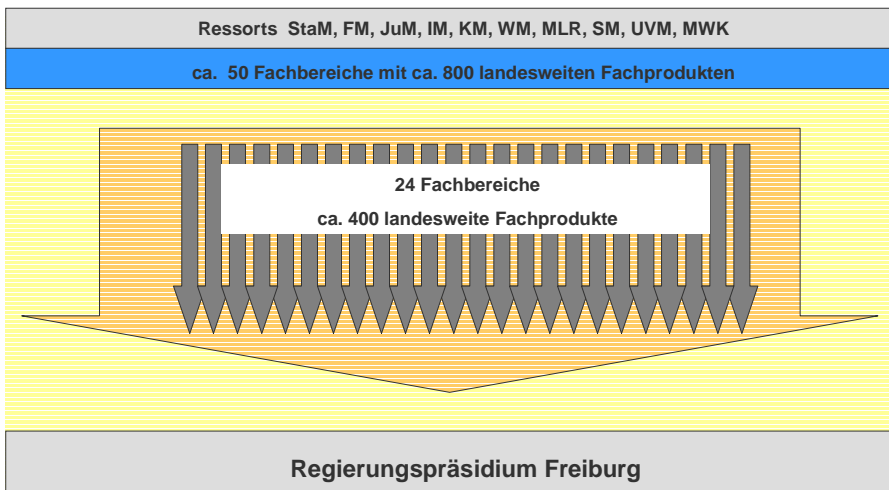 Ressorts StaM, FM, JuM, IM, KM, WM, MLR, SM, UVM, MWK
ca. 50 Fachbereiche mit ca. 800 landesweiten Fachprodukten
24 Fachbereiche
ca. 400 landesweite Fachprodukte
Regierungspräsidium Freiburg